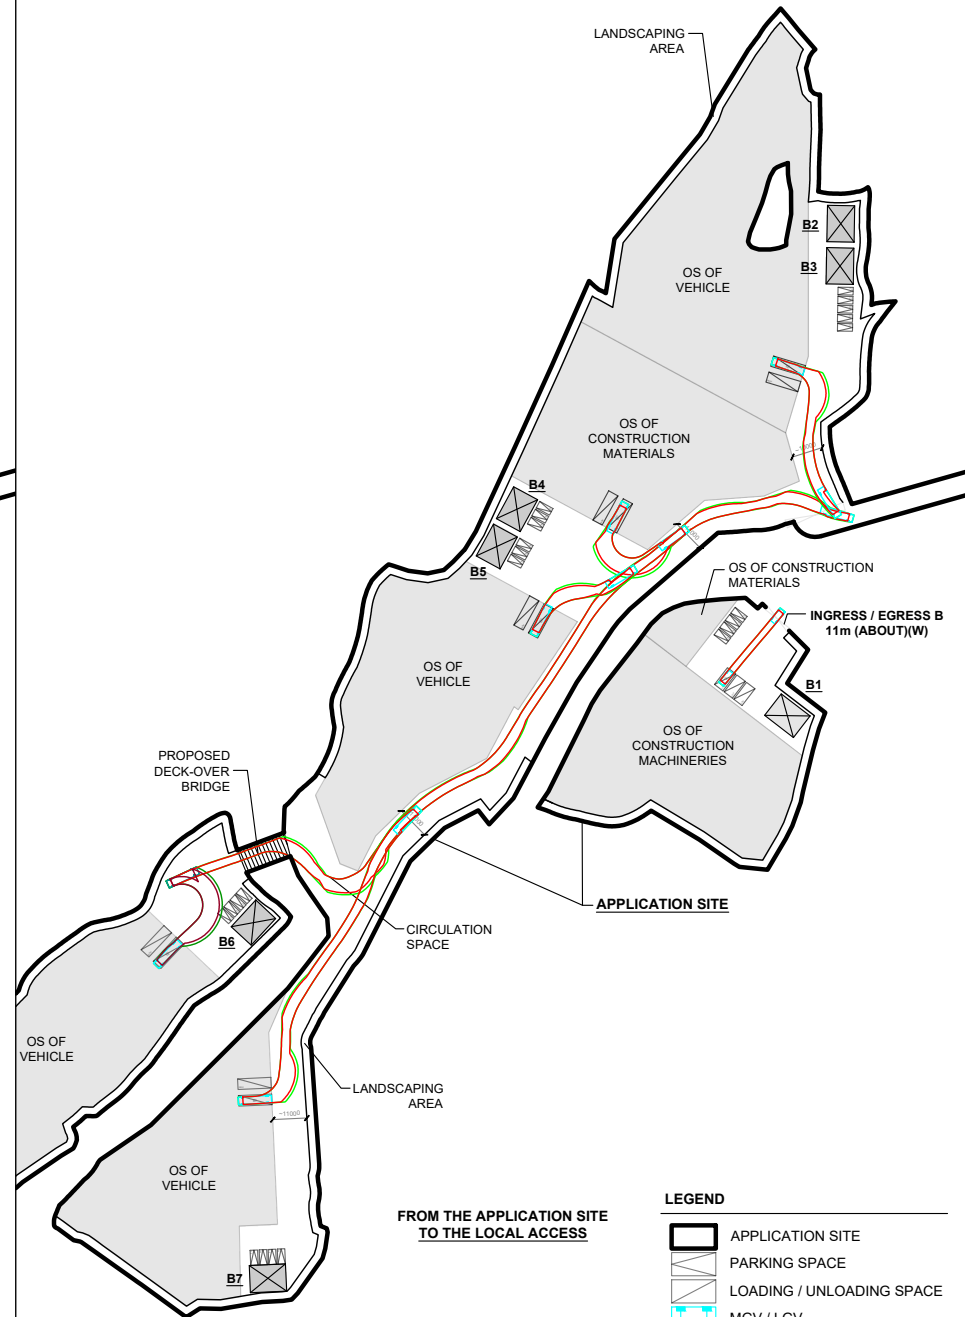 LANDSCAPING
AREA
B2
B3
OS OF
VEHICLE
OS OF
CONSTRUCTION
MATERIALS
B4
B5
OS OF CONSTRUCTION
MATERIALS
INGRESS / EGRESS B
11m (ABOUT)(W)
B1
OS OF
VEHICLE
OS OF
CONSTRUCTION
MACHINERIES
PROPOSED
DECK-OVER
BRIDGE
APPLICATION SITE
CIRCULATION
SPACE
B6
OS OF
VEHICLE
LANDSCAPING
AREA
~11000
OS OF
VEHICLE
B7
FROM THE APPLICATION SITE
TO THE LOCAL ACCESS
LEGEND
APPLICATION SITE
PARKING SPACE
LOADING / UNLOADING SPACE
MGV / LGV